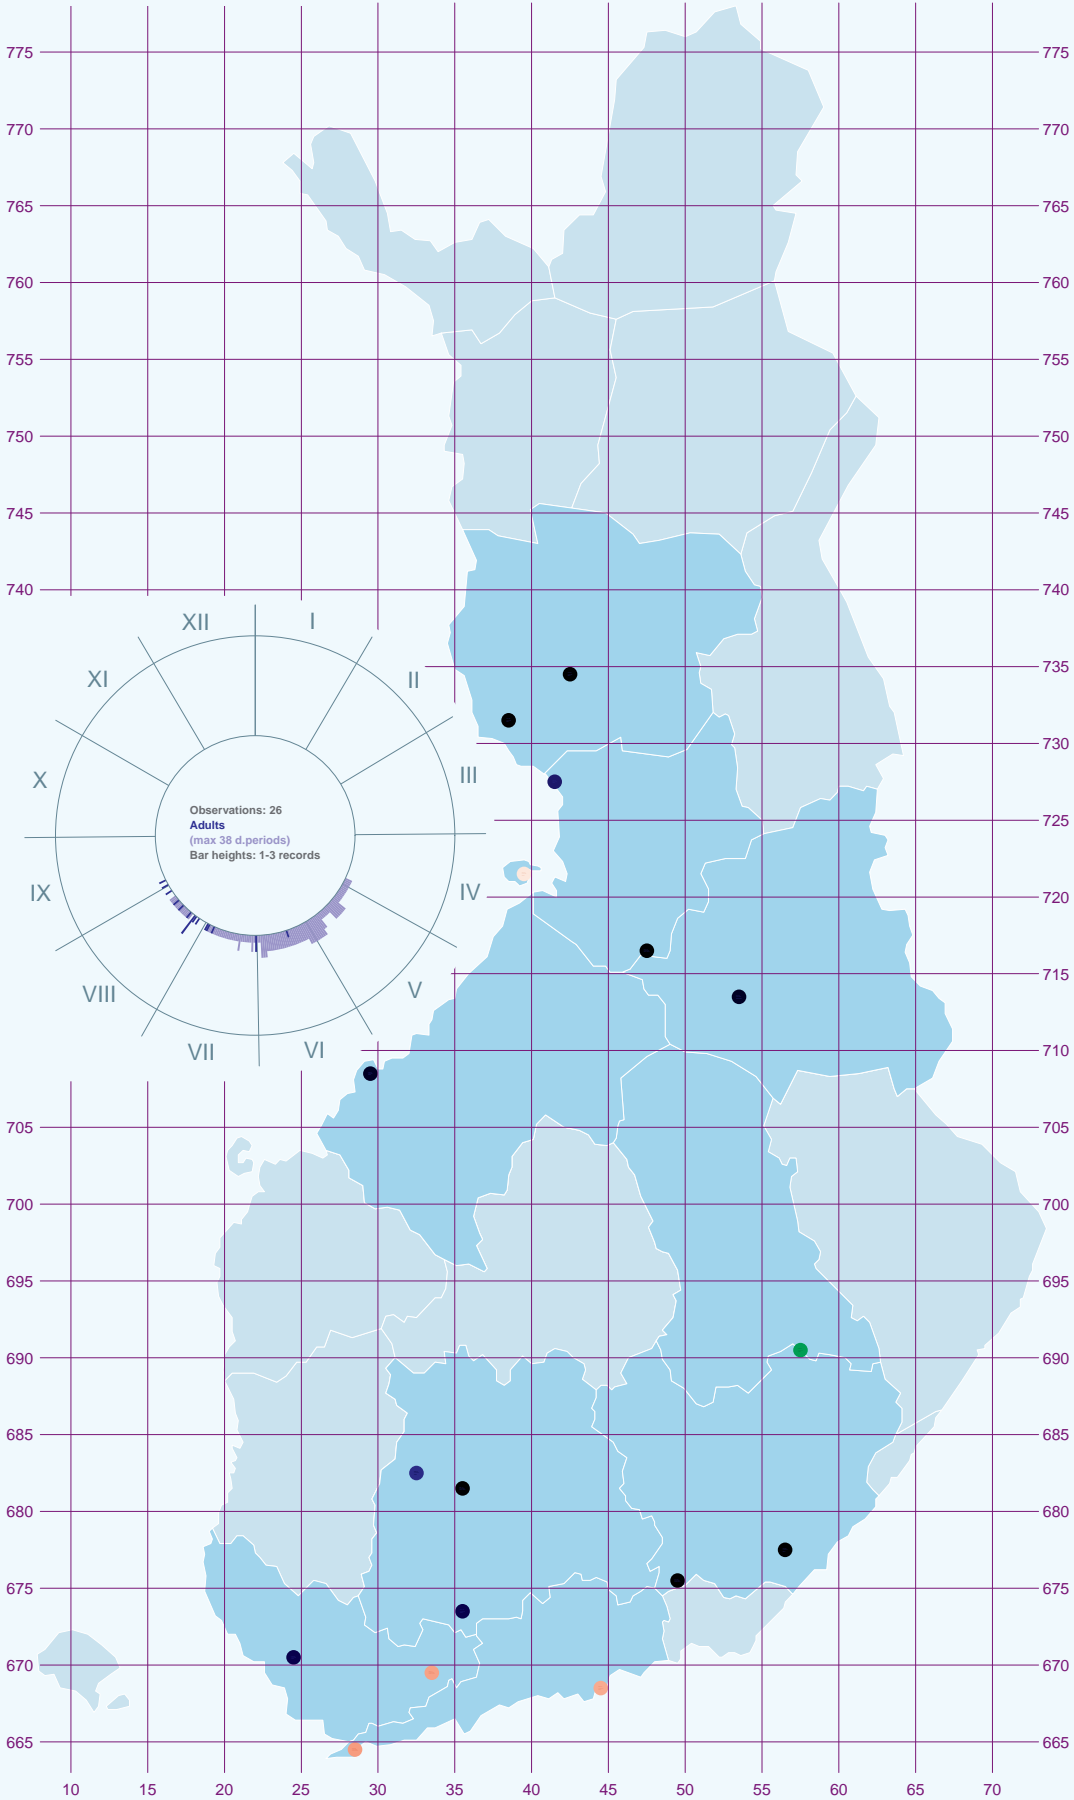 775 775
770 770
765 765
760 760
755 755
750 750
745 745
740 740
XII I
XI II
735
730
X III
Observations: 26
Adults
(max 38 d.periods)
Bar heights: 1-3 records
725
IX IV
720
VIII V
715
VII VI
710
705 705
700 700
695 695
690 690
685 685
680 680
675 675
670 670
665 665
10 15 20 25 30 35 40 45 50 55 60 65 70